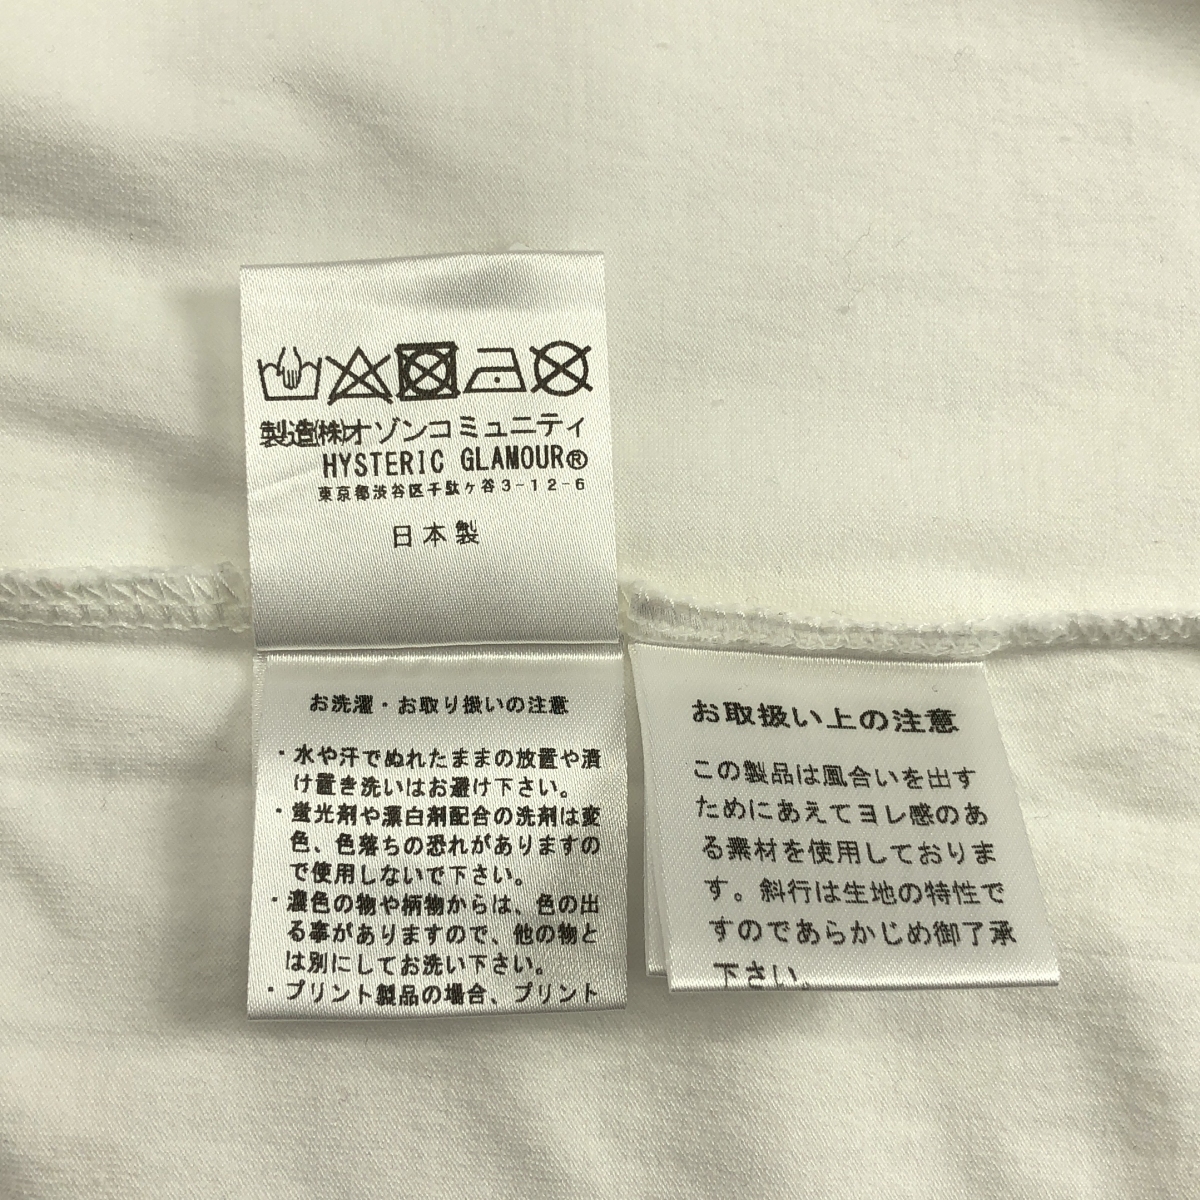 製造(株)オゾンコミュニティ
HYSTERIC GLAMOUR®
東京都渋谷区千駄ヶ谷3-12-6
日本製
お洗濯・お取り扱いの注意
・水や汗でぬれたままの放置や漬
け置き洗いはお避け下さい。
・蛍光剤や漂白剤配合の洗剤は変
色、色落ちの恐れがありますの
で使用しないで下さい。
・濃色の物や柄物からは、色の出
る事がありますので、他の物と
は別にしてお洗い下さい。
・プリント製品の場合、プリント
お取扱い上の注意
この製品は風合いを出す
ためにあえてヨレ感のあ
る素材を使用しておりま
す。斜行は生地の特性で
すのであらかじめ御了承
下さい。